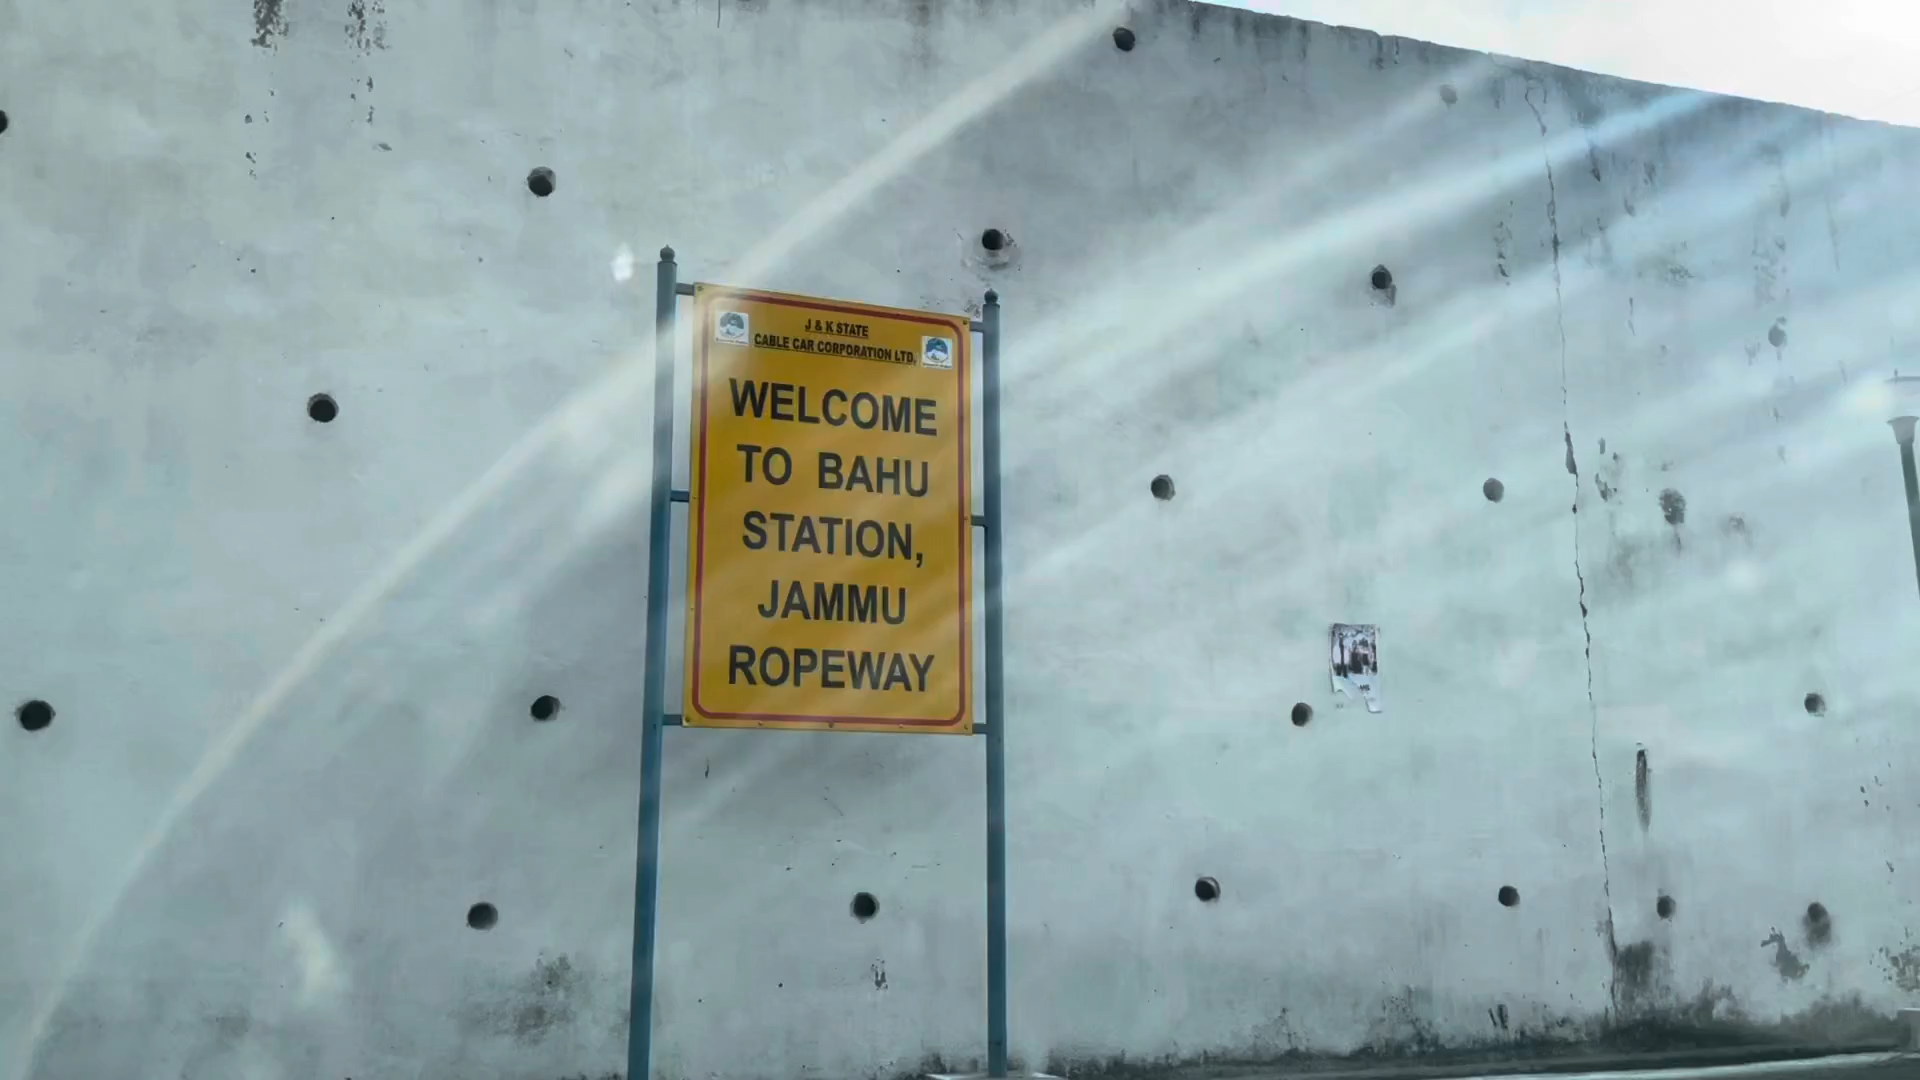 J & K STATE
CABLE CAR CORPORATION LTD.
WELCOME
TO BAHU
STATION,
JAMMU
ROPEWAY